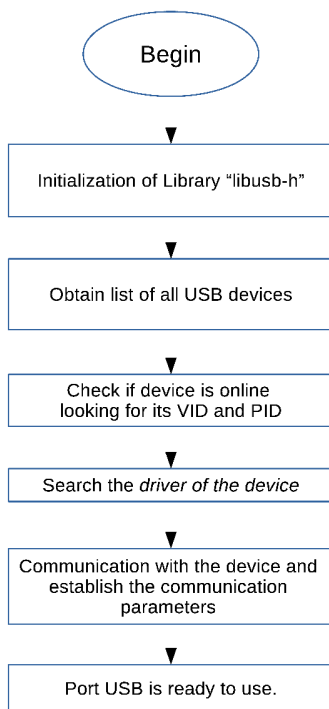 Begin
Initialization of Library “libusb-h”
Obtain list of all USB devices
Check if device is online
looking for its VID and PID
Search the driver of the device
Communication with the device and
establish the communication
parameters
Port USB is ready to use.